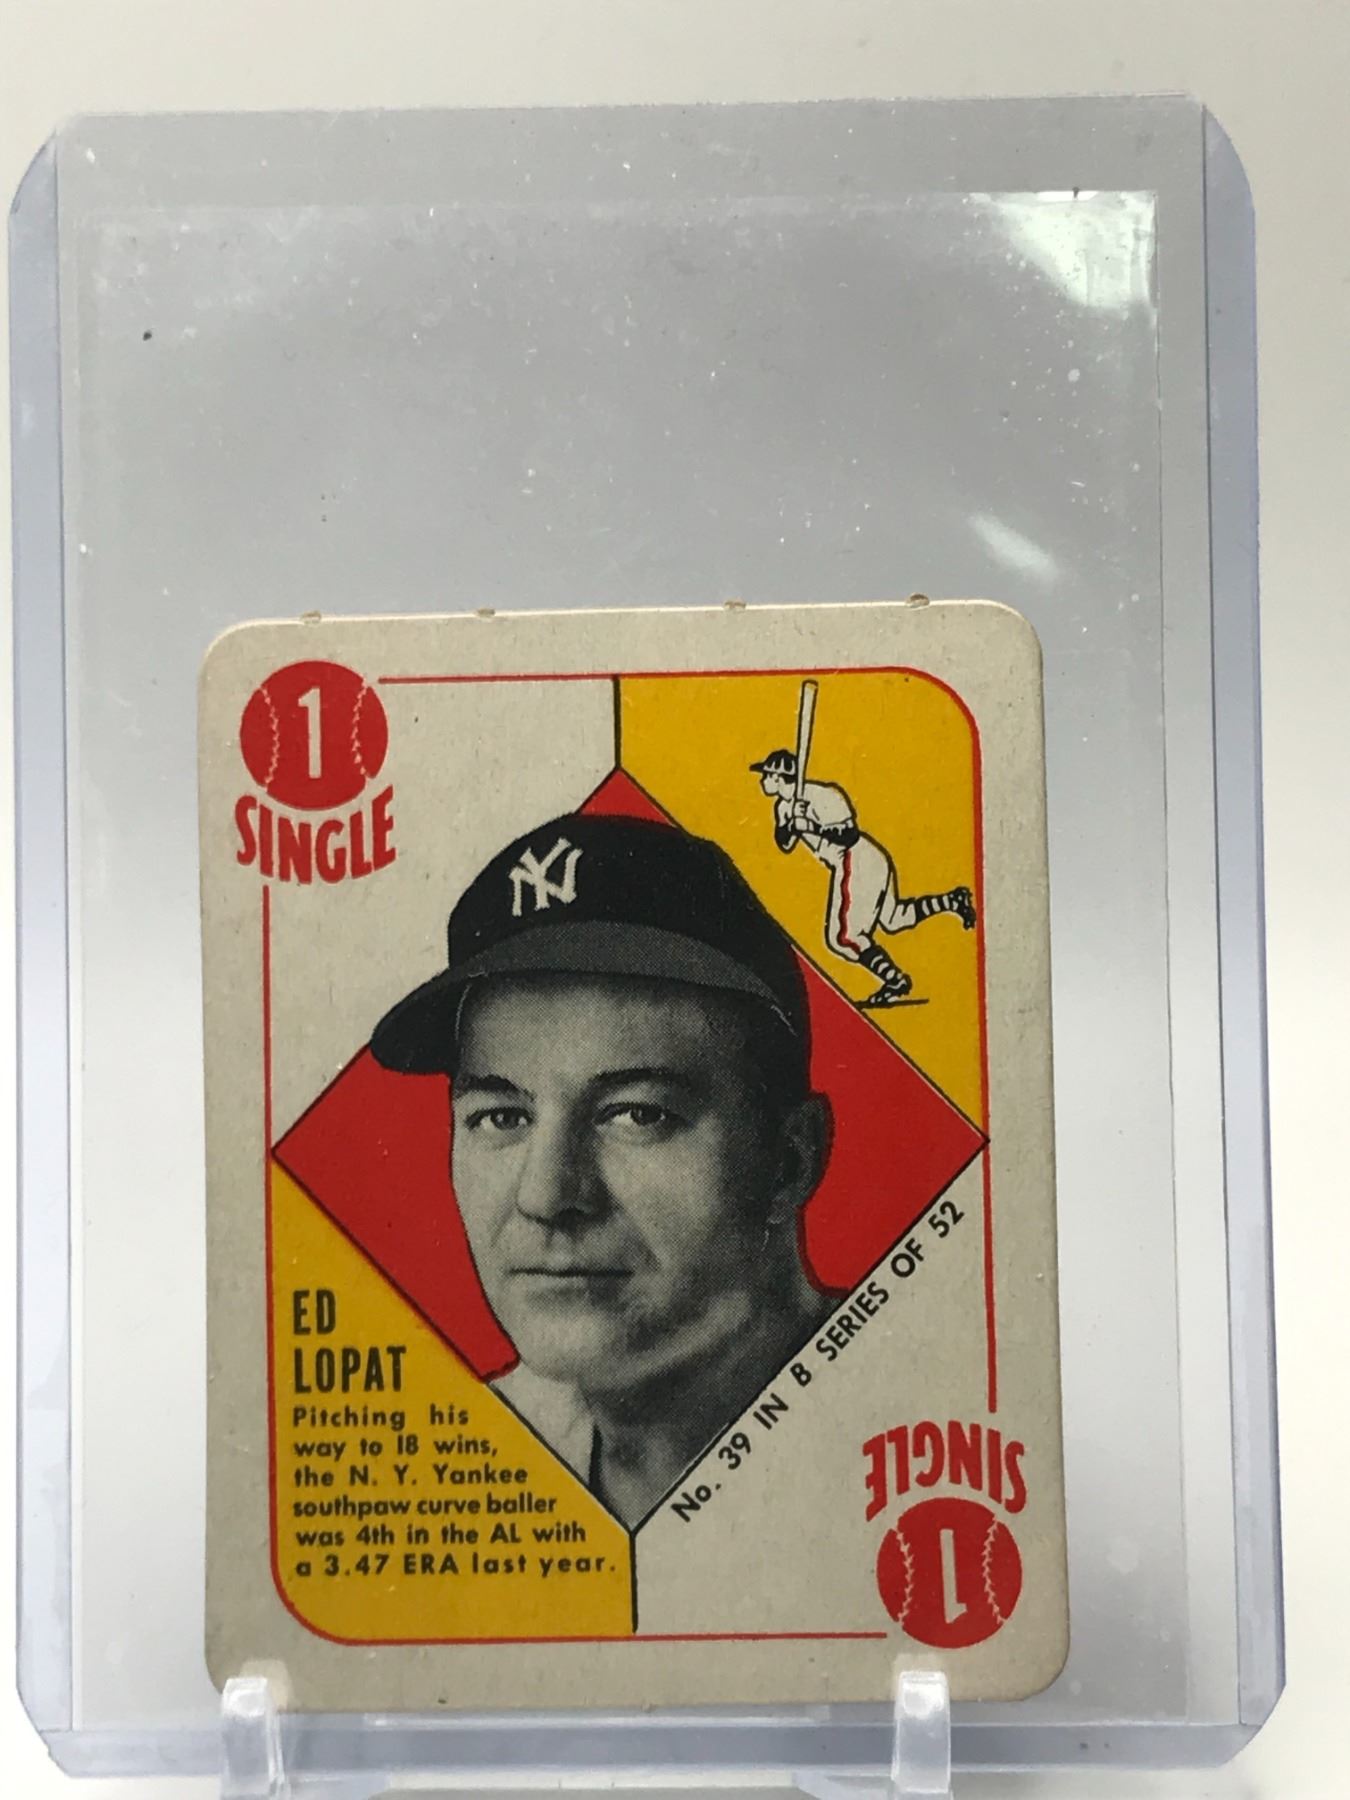 1
SINGLE
NY
ED
LOPAT
Pitching his
way to 18 wins,
the N. Y. Yankee
southpaw curve baller
was 4th in the AL with
a 3.47 ERA last year.
No. 39 IN B SERIES OF 52
SINGLE
1